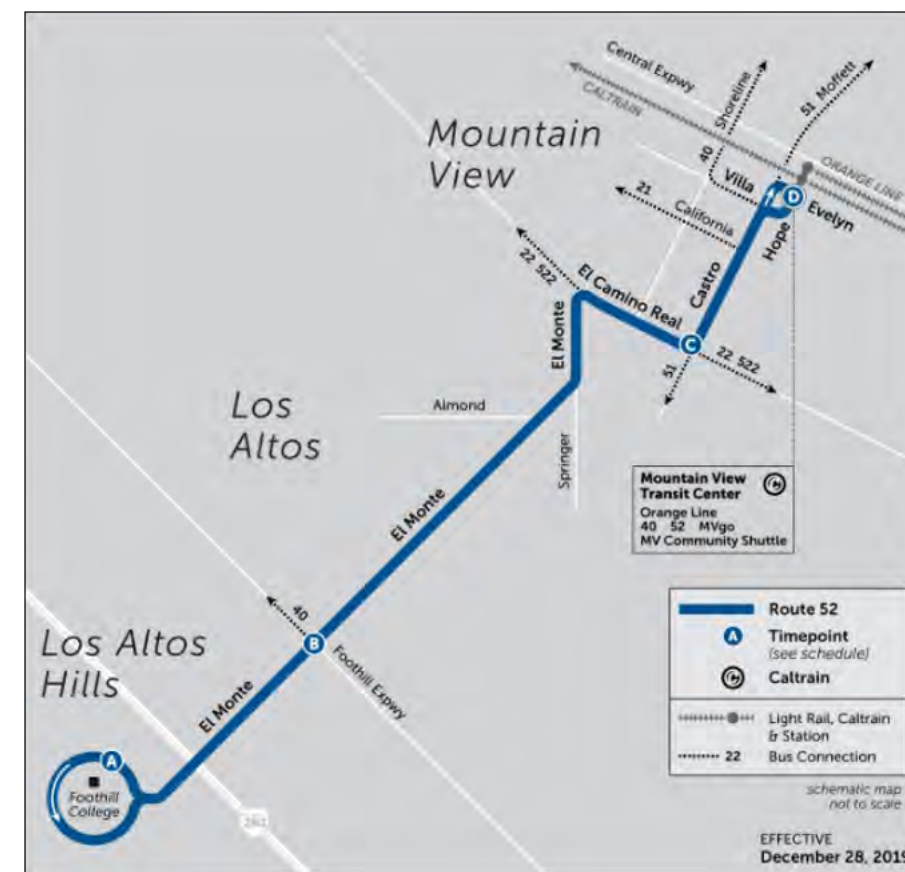 Central Expwy
CALTRAIN
Shoreline
40
51 Moffett
ORANGE LINE
Mountain
View
Villa
D
Evelyn
21
California
Hope
Castro
22 522
El Camino Real
El Monte
C
22 522
51
Los
Altos
Almond
Springer
Mountain View
Transit Center
Orange Line
40 52 MVgo
MV Community Shuttle
El Monte
40
B
Foothill Expwy
Los Altos
Hills
El Monte
A
Foothill
College
280
Route 52
A Timepoint
(see schedule)
Caltrain
Light Rail, Caltrain
& Station
22 Bus Connection
schematic map
not to scale
EFFECTIVE
December 28, 2019